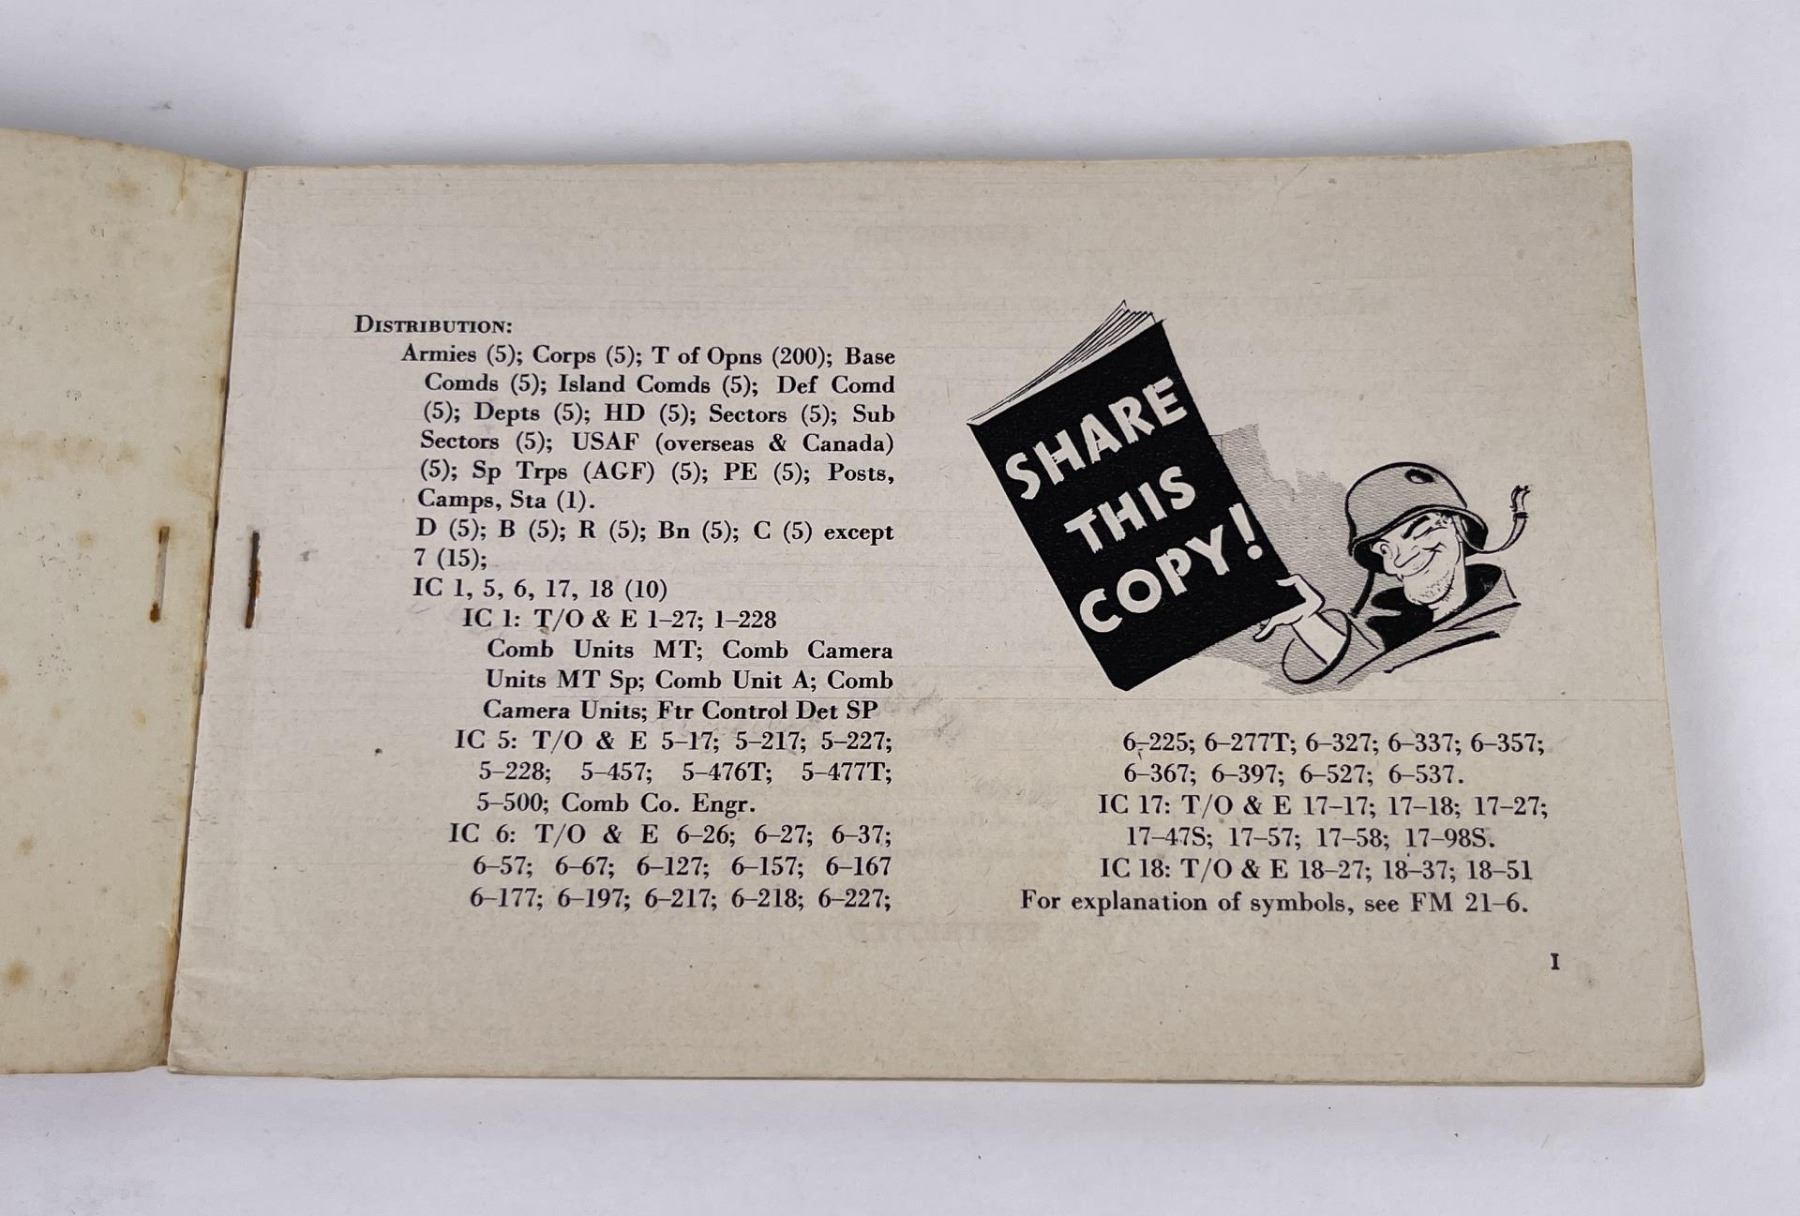 DISTRIBUTION:
Armies (5); Corps (5); T of Opns (200); Base
Comds (5); Island Comds (5); Def Comd
(5); Depts (5); HD (5); Sectors (5); Sub
Sectors (5); USAF (overseas & Canada)
(5); Sp Trps (AGF) (5); PE (5); Posts,
Camps, Sta (1).
D (5); B (5); R (5); Bn (5); C (5) except
7 (15);
IC 1, 5, 6, 17, 18 (10)
IC 1: T/O & E 1–27; 1–228
Comb Units MT; Comb Camera
Units MT Sp; Comb Unit A; Comb
Camera Units; Ftr Control Det SP
IC 5: T/O & E 5–17; 5–217; 5–227;
5–228; 5–457; 5–476T; 5–477T;
5–500; Comb Co. Engr.
IC 6: T/O & E 6–26; 6–27; 6–37;
6–57; 6–67; 6–127; 6–157; 6–167
6–177; 6–197; 6–217; 6–218; 6–227;
SHARE
THIS
COPY!
6–225; 6–277T; 6–327; 6–337; 6–357;
6–367; 6–397; 6–527; 6–537.
IC 17: T/O & E 17–17; 17–18; 17–27;
17–47S; 17–57; 17–58; 17–98S.
IC 18: T/O & E 18–27; 18–37; 18–51
For explanation of symbols, see FM 21–6.
I